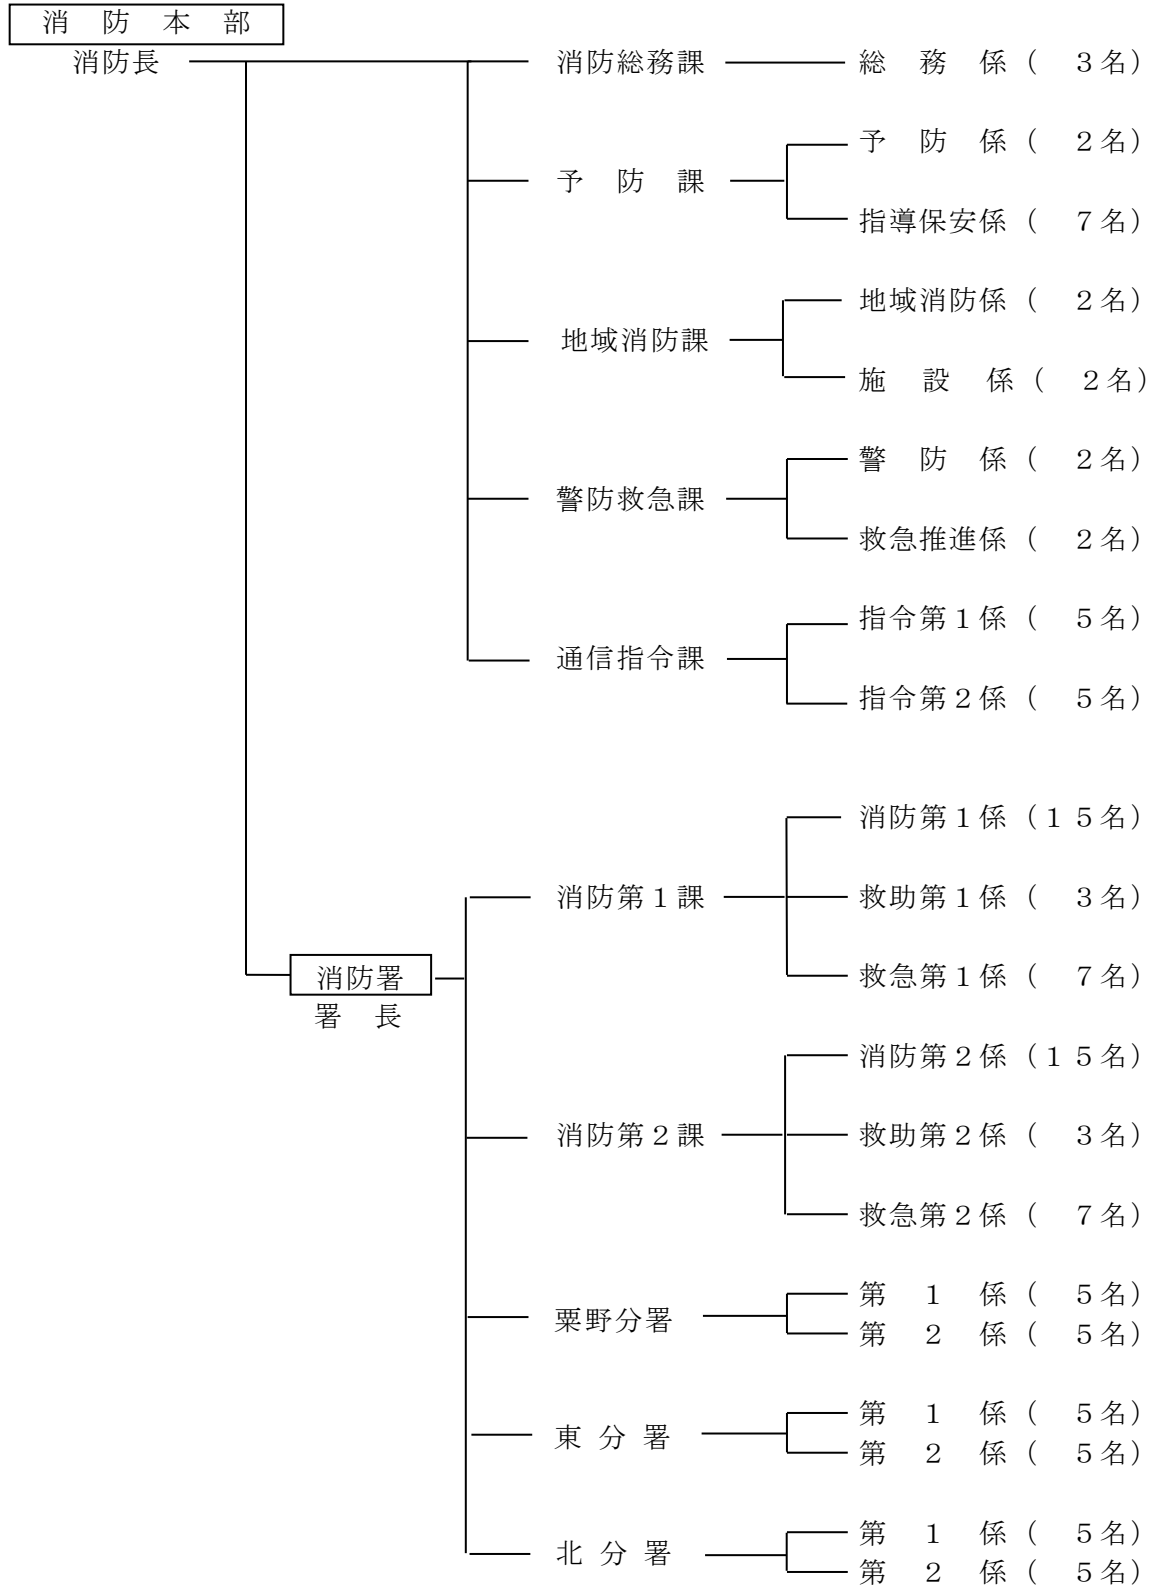 消 防 本 部
消防長 消防総務課 総 務 係（ ３名）
予 防 係（ ２名）
予 防 課
指導保安係（ ７名）
地域消防係（ ２名）
地域消防課
施 設 係（ ２名）
警 防 係（ ２名）
警防救急課
救急推進係（ ２名）
指令第１係（ ５名）
通信指令課
指令第２係（ ５名）
消防第１係（１５名）
消防第１課 救助第１係（ ３名）
消防署 救急第１係（ ７名）
署 長
消防第２係（１５名）
消防第２課 救助第２係（ ３名）
救急第２係（ ７名）
第 １ 係（ ５名）
粟野分署
第 ２ 係（ ５名）
第 １ 係（ ５名）
東 分 署
第 ２ 係（ ５名）
第 １ 係（ ５名）
北 分 署
第 ２ 係（ ５名）